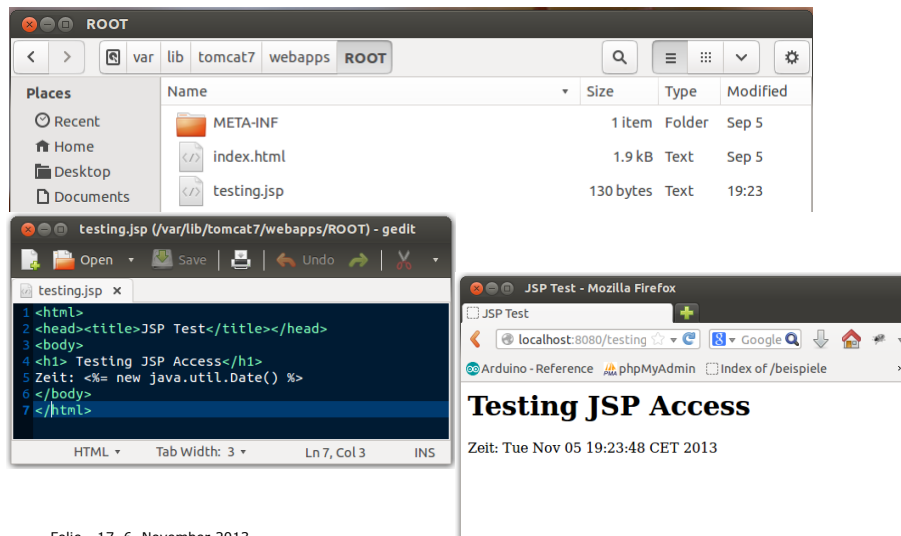 ROOT
var lib tomcat7 webapps ROOT
Places
Recent
Home
Desktop
Documents
Name Size Type Modified
META-INF 1 item Folder Sep 5
index.html 1.9 kB Text Sep 5
testing.jsp 130 bytes Text 19:23
testing.jsp (/var/lib/tomcat7/webapps/ROOT) - gedit
Open Save Undo
testing.jsp ×
1 <html>
2 <head><title>JSP Test</title></head>
3 <body>
4 <h1> Testing JSP Access</h1>
5 Zeit: <%= new java.util.Date() %>
6 </body>
7 </html>
HTML Tab Width: 3 Ln 7, Col 3 INS
JSP Test - Mozilla Firefox
JSP Test
localhost:8080/testing Google
Arduino - Reference phpMyAdmin Index of /beispiele
Testing JSP Access
Zeit: Tue Nov 05 19:23:48 CET 2013